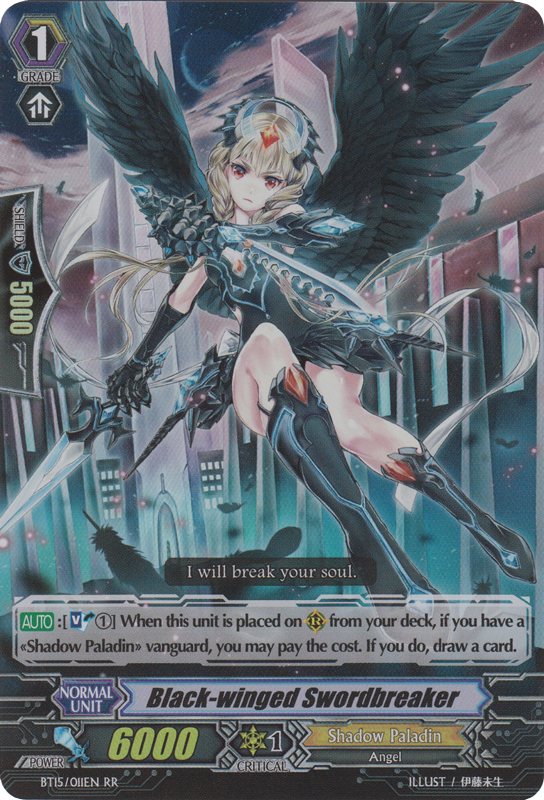 1
GRADE
SHIELD
5000
I will break your soul.
AUTO :[V ①] When this unit is placed on R from your deck, if you have a
«Shadow Paladin» vanguard, you may pay the cost. If you do, draw a card.
NORMAL
UNIT
Black-winged Swordbreaker
POWER
6000
1
CRITICAL
Shadow Paladin
Angel
BT15/011EN RR
ILLUST / 伊藤未生